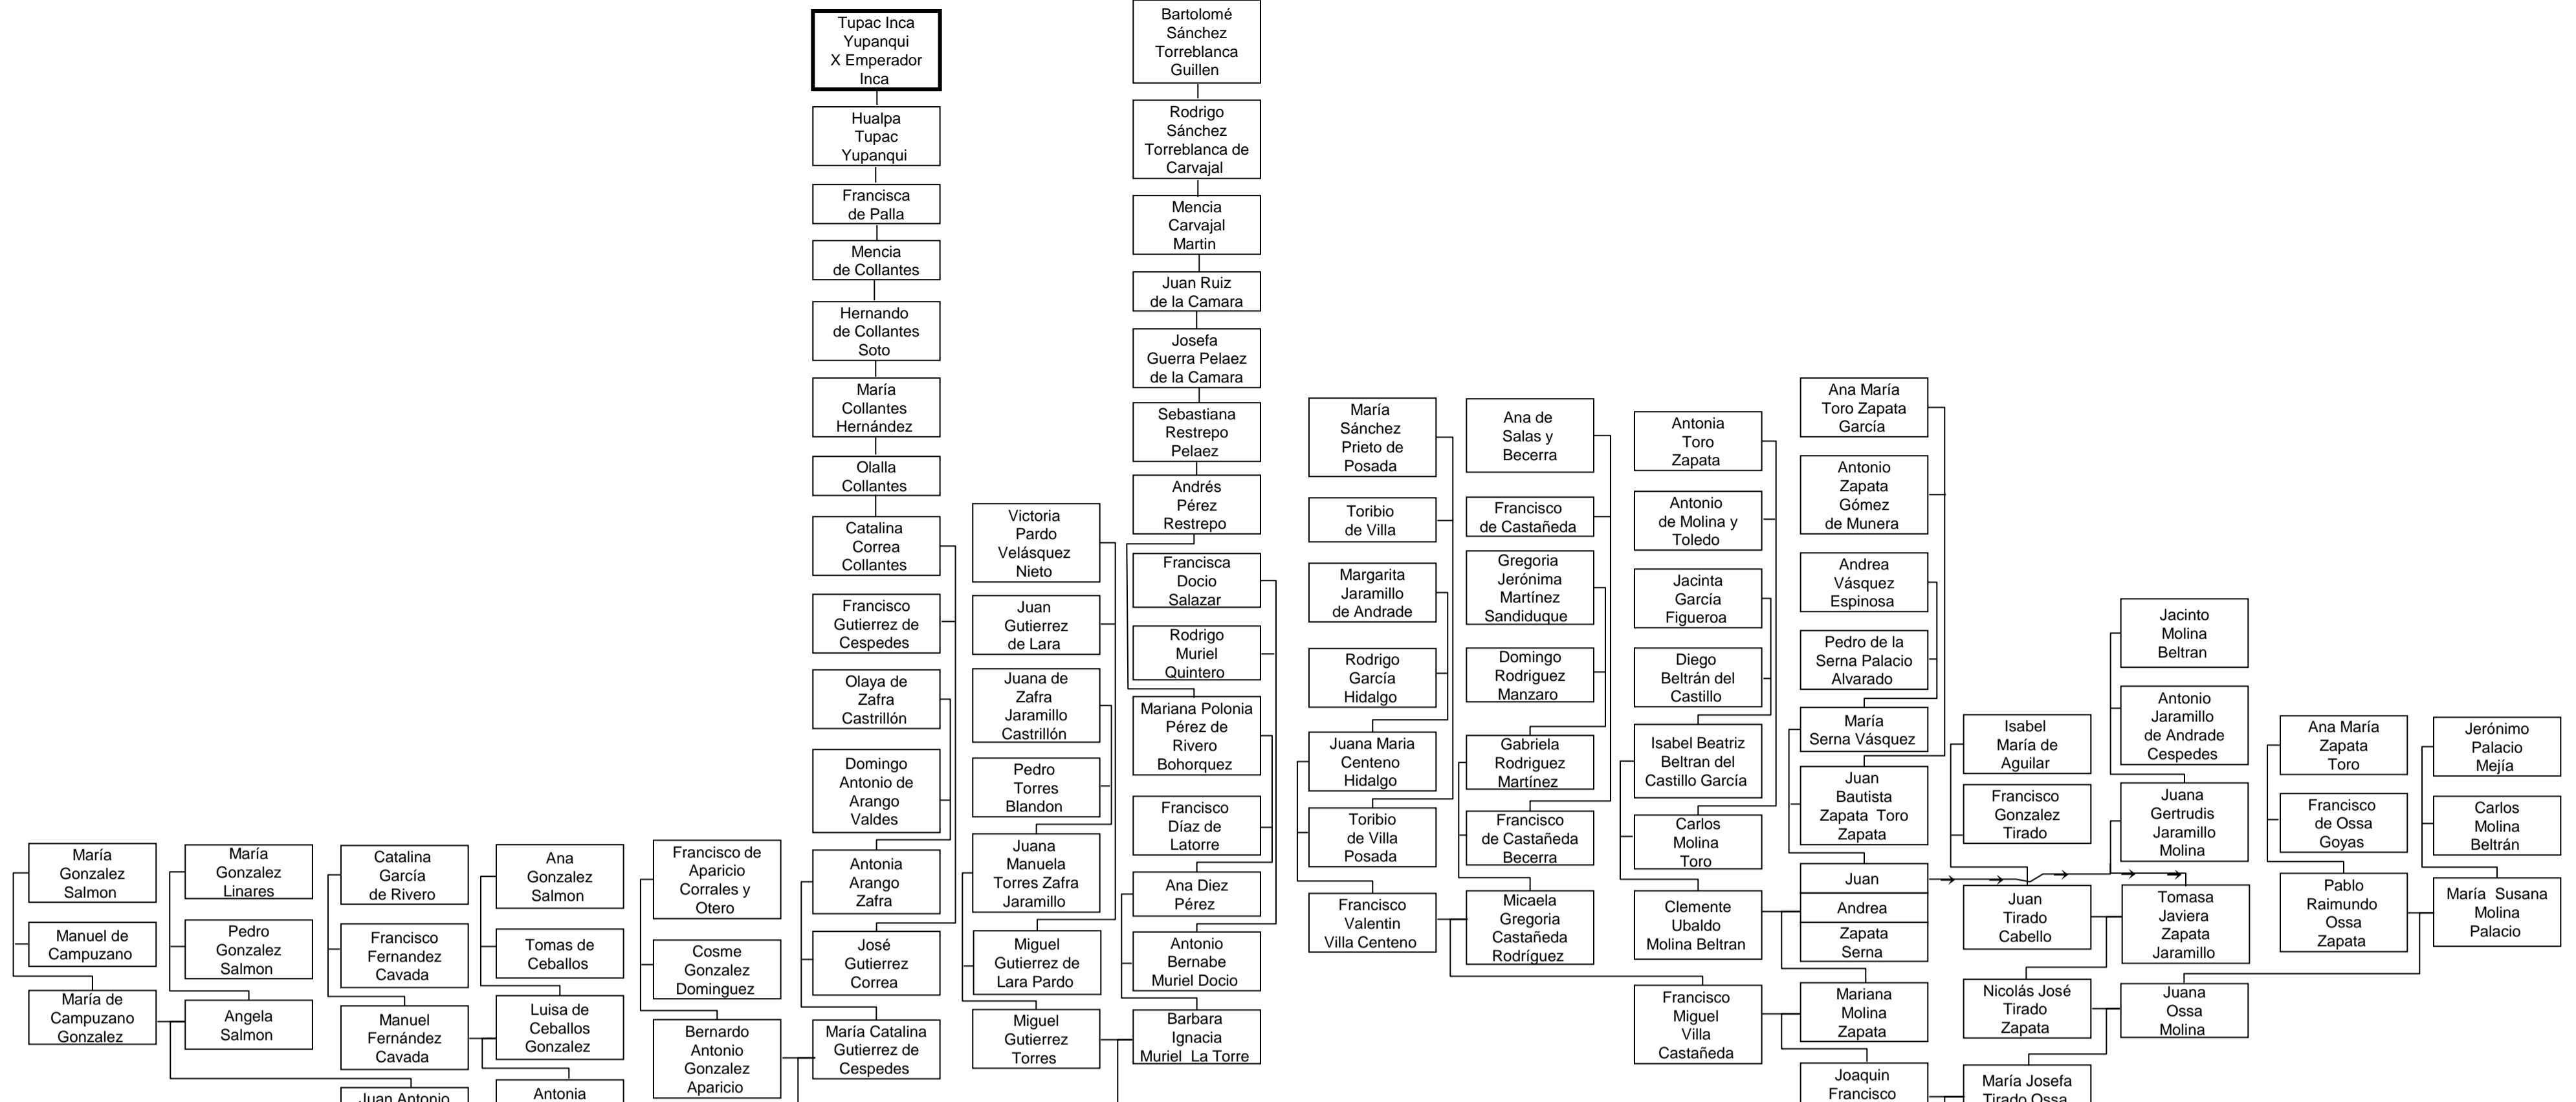 Tupac Inca
Yupanqui
X Emperador
Inca
Hualpa
Tupac
Yupanqui
Francisca
de Palla
Mencia
de Collantes
Hernando
de Collantes
Soto
María
Collantes
Hernández
Olalla
Collantes
Catalina
Correa
Collantes
Francisco
Gutierrez de
Cespedes
Olaya de
Zafra
Castrillón
Domingo
Antonio de
Arango
Valdes
Antonia
Arango
Zafra
José
Gutierrez
Correa
María Catalina
Gutierrez de
Cespedes
Bartolomé
Sánchez
Torreblanca
Guillen
Rodrigo
Sánchez
Torreblanca de
Carvajal
Mencia
Carvajal
Martin
Juan Ruiz
de la Camara
Josefa
Guerra Pelaez
de la Camara
Sebastiana
Restrepo
Pelaez
Andrés
Pérez
Restrepo
Francisca
Docio
Salazar
Rodrigo
Muriel
Quintero
Mariana Polonia
Pérez de
Rivero
Bohorquez
Francisco
Díaz de
Latorre
Ana Diez
Pérez
Antonio
Bernabe
Muriel Docio
Barbara
Ignacia
Muriel La Torre
Victoria
Pardo
Velásquez
Nieto
Juan
Gutierrez
de Lara
Juana de
Zafra
Jaramillo
Castrillón
Pedro
Torres
Blandon
Juana
Manuela
Torres Zafra
Jaramillo
Miguel
Gutierrez de
Lara Pardo
Miguel
Gutierrez
Torres
María
Gonzalez
Salmon
Manuel de
Campuzano
María de
Campuzano
Gonzalez
María
Gonzalez
Linares
Pedro
Gonzalez
Salmon
Angela
Salmon
Catalina
García
de Rivero
Francisco
Fernandez
Cavada
Manuel
Fernández
Cavada
Juan Antonio
Ana
Gonzalez
Salmon
Tomas de
Ceballos
Luisa de
Ceballos
Gonzalez
Antonia
Francisco de
Aparicio
Corrales y
Otero
Cosme
Gonzalez
Dominguez
Bernardo
Antonio
Gonzalez
Aparicio
María
Sánchez
Prieto de
Posada
Toribio
de Villa
Margarita
Jaramillo
de Andrade
Rodrigo
García
Hidalgo
Juana Maria
Centeno
Hidalgo
Toribio
de Villa
Posada
Francisco
Valentin
Villa Centeno
Ana de
Salas y
Becerra
Francisco
de Castañeda
Gregoria
Jerónima
Martínez
Sandiduque
Domingo
Rodriguez
Manzaro
Gabriela
Rodriguez
Martínez
Francisco
de Castañeda
Becerra
Micaela
Gregoria
Castañeda
Rodríguez
Antonia
Toro
Zapata
Antonio
de Molina y
Toledo
Jacinta
García
Figueroa
Diego
Beltrán del
Castillo
Isabel Beatriz
Beltran del
Castillo García
Carlos
Molina
Toro
Clemente
Ubaldo
Molina Beltran
Francisco
Miguel
Villa
Castañeda
Ana María
Toro Zapata
García
Antonio
Zapata
Gómez
de Munera
Andrea
Vásquez
Espinosa
Pedro de la
Serna Palacio
Alvarado
María
Serna Vásquez
Juan
Bautista
Zapata Toro
Zapata
Juan
Andrea
Zapata
Serna
Mariana
Molina
Zapata
Joaquin
Francisco
Isabel
María de
Aguilar
Francisco
Gonzalez
Tirado
Juan
Tirado
Cabello
Nicolás José
Tirado
Zapata
María Josefa
Tirado Ossa
Jacinto
Molina
Beltran
Antonio
Jaramillo
de Andrade
Cespedes
Juana
Gertrudis
Jaramillo
Molina
Tomasa
Javiera
Zapata
Jaramillo
Juana
Ossa
Molina
Ana María
Zapata
Toro
Francisco
de Ossa
Goyas
Pablo
Raimundo
Ossa
Zapata
Jerónimo
Palacio
Mejía
Carlos
Molina
Beltrán
María Susana
Molina
Palacio